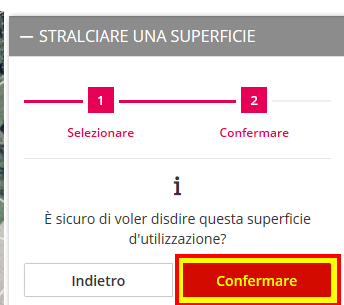 — STRALCIARE UNA SUPERFICIE
1 2
Selezionare Confermare
i
È sicuro di voler disdire questa superficie
d'utilizzazione?
Indietro Confermare